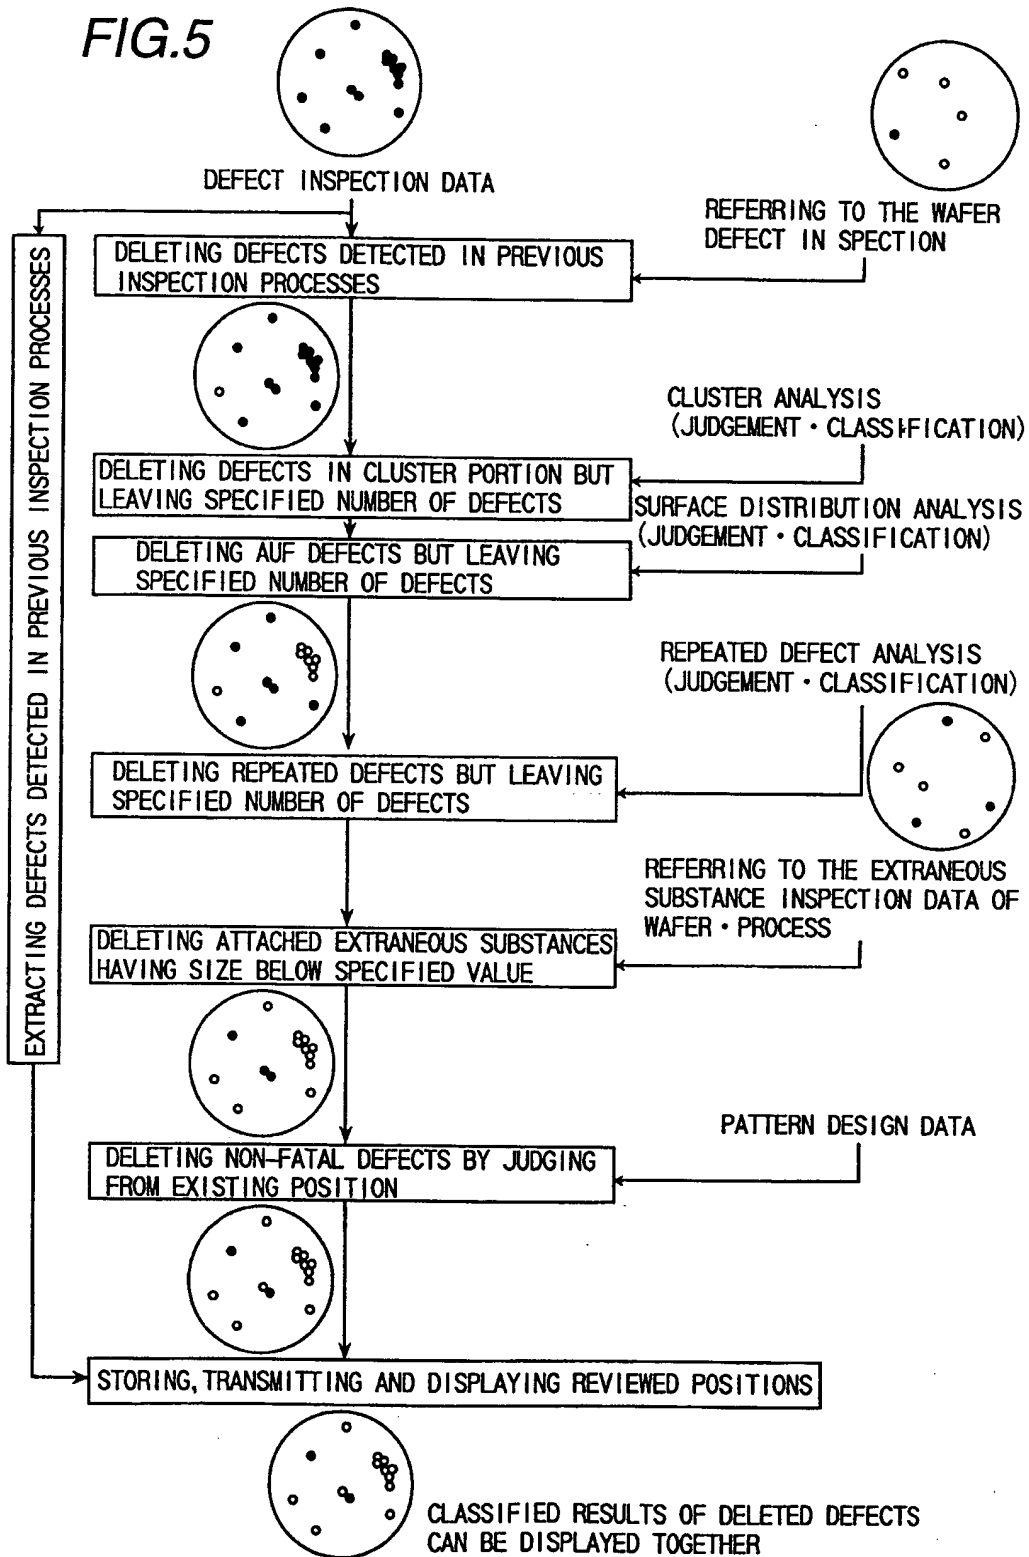 FIG.5
DEFECT INSPECTION DATA
REFERRING TO THE WAFER
DEFECT IN SPECTION
EXTRACTING DEFECTS DETECTED IN PREVIOUS INSPECTION PROCESSES
DELETING DEFECTS DETECTED IN PREVIOUS
INSPECTION PROCESSES
CLUSTER ANALYSIS
(JUDGEMENT・CLASSIFICATION)
DELETING DEFECTS IN CLUSTER PORTION BUT
LEAVING SPECIFIED NUMBER OF DEFECTS
SURFACE DISTRIBUTION ANALYSIS
(JUDGEMENT・CLASSIFICATION)
DELETING AUF DEFECTS BUT LEAVING
SPECIFIED NUMBER OF DEFECTS
REPEATED DEFECT ANALYSIS
(JUDGEMENT・CLASSIFICATION)
DELETING REPEATED DEFECTS BUT LEAVING
SPECIFIED NUMBER OF DEFECTS
REFERRING TO THE EXTRANEOUS
SUBSTANCE INSPECTION DATA OF
WAFER・PROCESS
DELETING ATTACHED EXTRANEOUS SUBSTANCES
HAVING SIZE BELOW SPECIFIED VALUE
PATTERN DESIGN DATA
DELETING NON-FATAL DEFECTS BY JUDGING
FROM EXISTING POSITION
STORING, TRANSMITTING AND DISPLAYING REVIEWED POSITIONS
CLASSIFIED RESULTS OF DELETED DEFECTS
CAN BE DISPLAYED TOGETHER